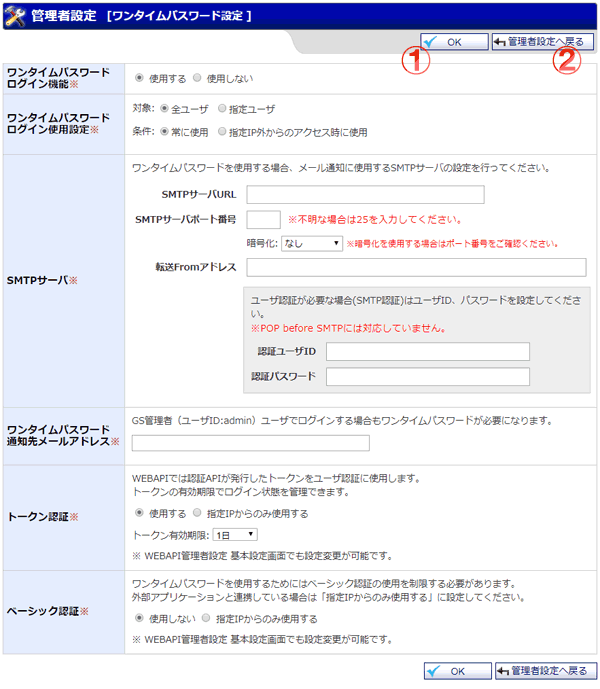 管理者設定 [ワンタイムパスワード設定 ]
OK 管理者設定へ戻る
① ②
ワンタイムパスワード
ログイン機能※
使用する 使用しない
ワンタイムパスワード
ログイン使用設定※
対象: 全ユーザ 指定ユーザ
条件: 常に使用 指定IP外からのアクセス時に使用
SMTPサーバ※
ワンタイムパスワードを使用する場合、メール通知に使用するSMTPサーバの設定を行ってください。
SMTPサーバURL
SMTPサーバポート番号 ※不明な場合は25を入力してください。
暗号化: なし ※暗号化を使用する場合はポート番号をご確認ください。
転送Fromアドレス
ユーザ認証が必要な場合(SMTP認証)はユーザID、パスワードを設定してくださ
い。
※POP before SMTPには対応していません。
認証ユーザID
認証パスワード
ワンタイムパスワード
通知先メールアドレス※
GS管理者（ユーザID:admin）ユーザでログインする場合もワンタイムパスワードが必要になります。
トークン認証※
WEBAPIでは認証APIが発行したトークンをユーザ認証に使用します。
トークンの有効期限でログイン状態を管理できます。
使用する 指定IPからのみ使用する
トークン有効期限: 1日
※ WEBAPI管理者設定 基本設定画面でも設定変更が可能です。
ベーシック認証※
ワンタイムパスワードを使用するためにはベーシック認証の使用を制限する必要があります。
外部アプリケーションと連携している場合は「指定IPからのみ使用する」に設定してください。
使用しない 指定IPからのみ使用する
※ WEBAPI管理者設定 基本設定画面でも設定変更が可能です。
OK 管理者設定へ戻る